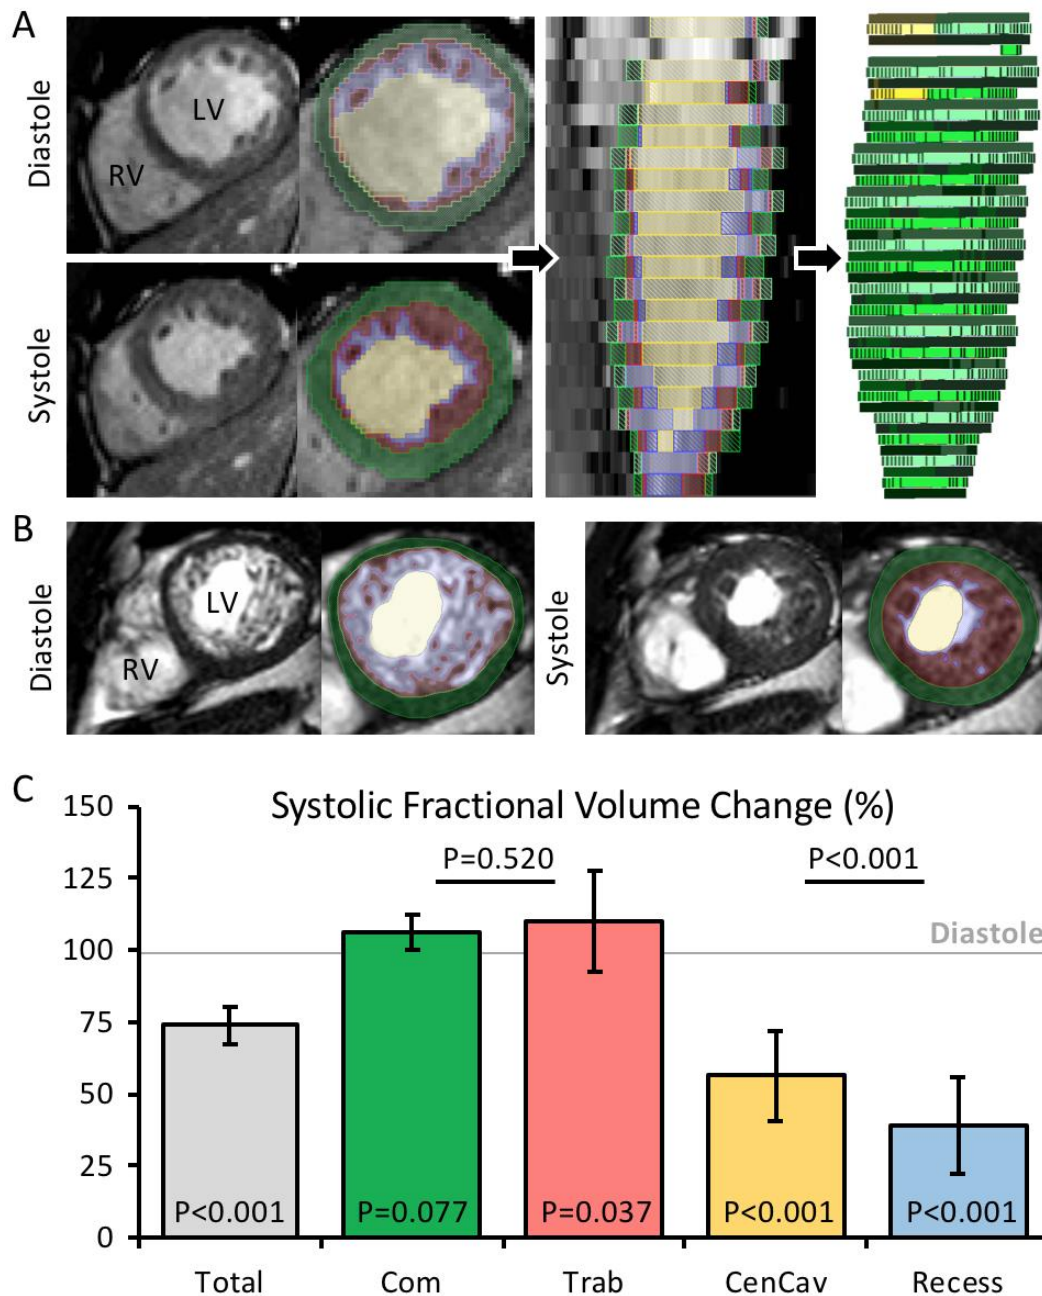 A
Diastole
LV
RV
Systole
B
Diastole
LV
RV
Systole
C
Systolic Fractional Volume Change (%)
150
125
100
75
50
25
0
P=0.520
P<0.001
Diastole
P<0.001
P=0.077
P=0.037
P<0.001
P<0.001
Total
Com
Trab
CenCav
Recess